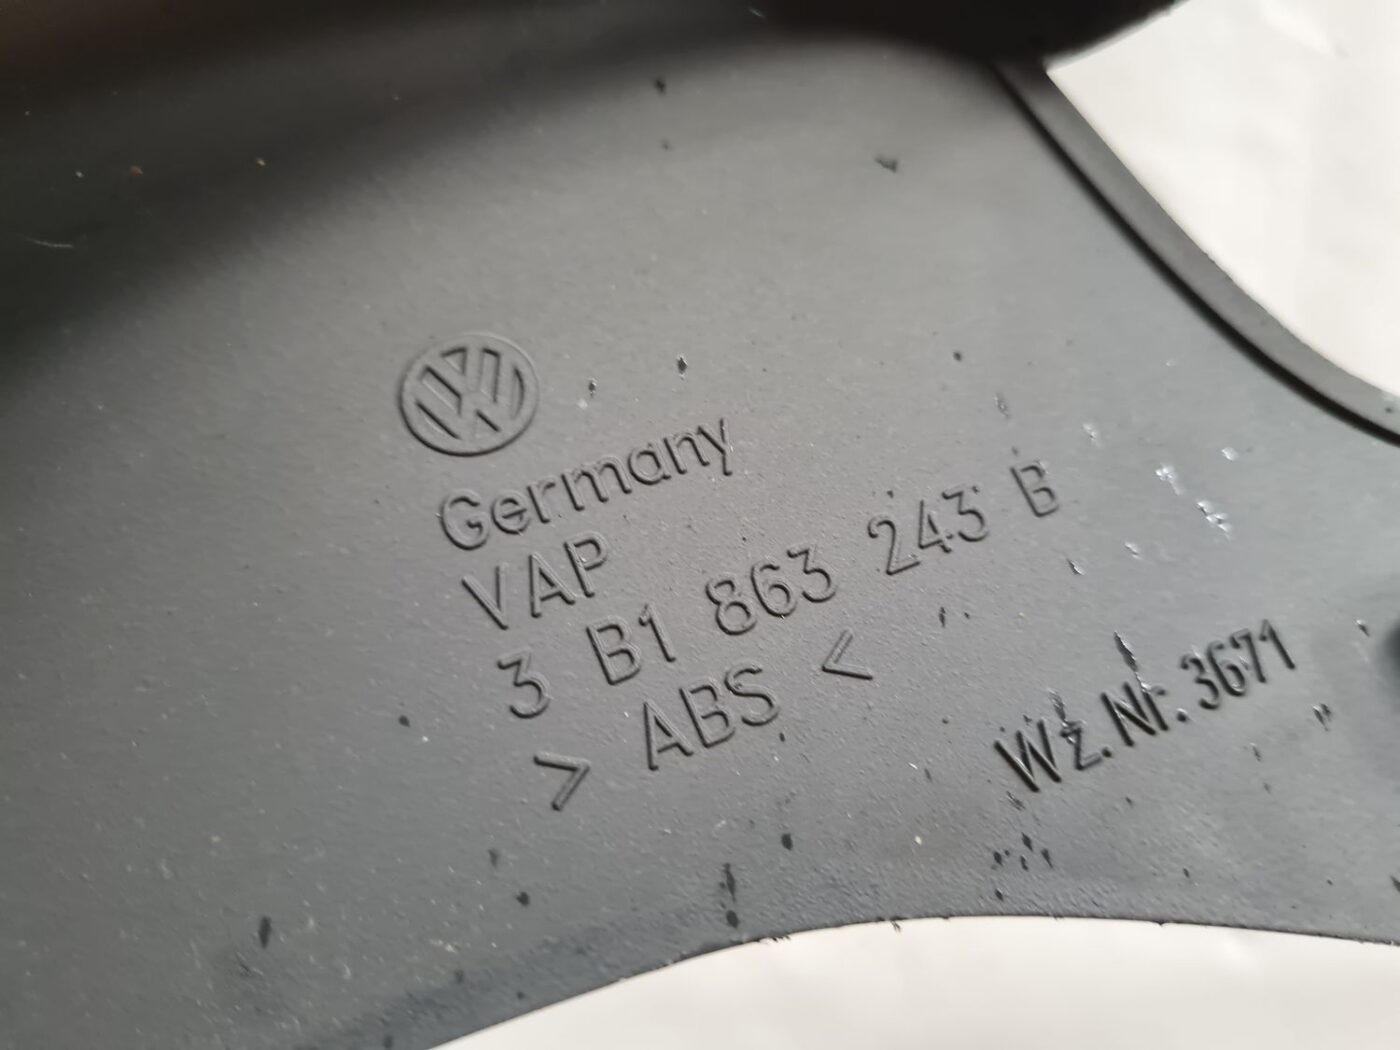 Germany
VAP
3 B1 863 243 B
> ABS <
Wz.Nr.3671